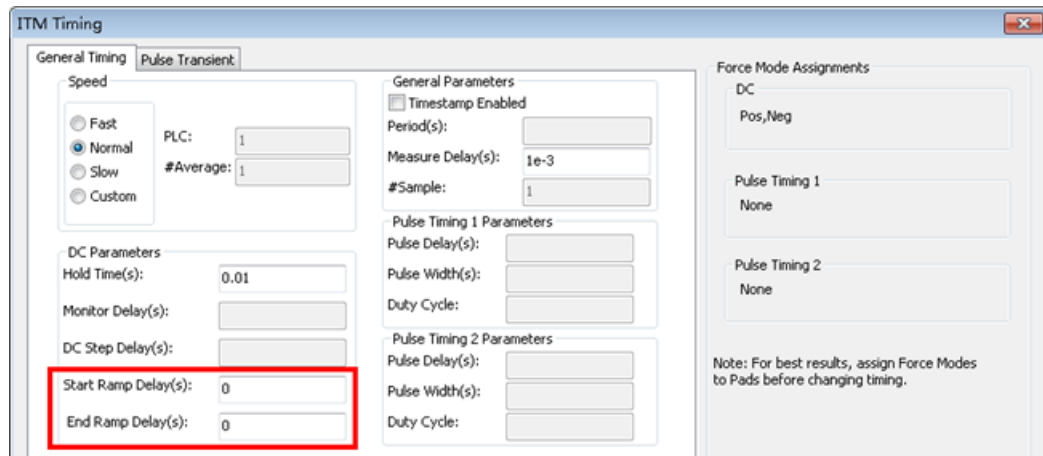 ITM Timing
General Timing
Pulse Transient
Speed
Fast
Normal
Slow
Custom
PLC:
1
#Average:
1
DC Parameters
Hold Time(s):
0.01
Monitor Delay(s):
DC Step Delay(s):
Start Ramp Delay(s):
0
End Ramp Delay(s):
0
General Parameters
Timestamp Enabled
Period(s):
Measure Delay(s):
1e-3
#Sample:
1
Pulse Timing 1 Parameters
Pulse Delay(s):
Pulse Width(s):
Duty Cycle:
Pulse Timing 2 Parameters
Pulse Delay(s):
Pulse Width(s):
Duty Cycle:
Force Mode Assignments
DC
Pos,Neg
Pulse Timing 1
None
Pulse Timing 2
None
Note: For best results, assign Force Modes
to Pads before changing timing.